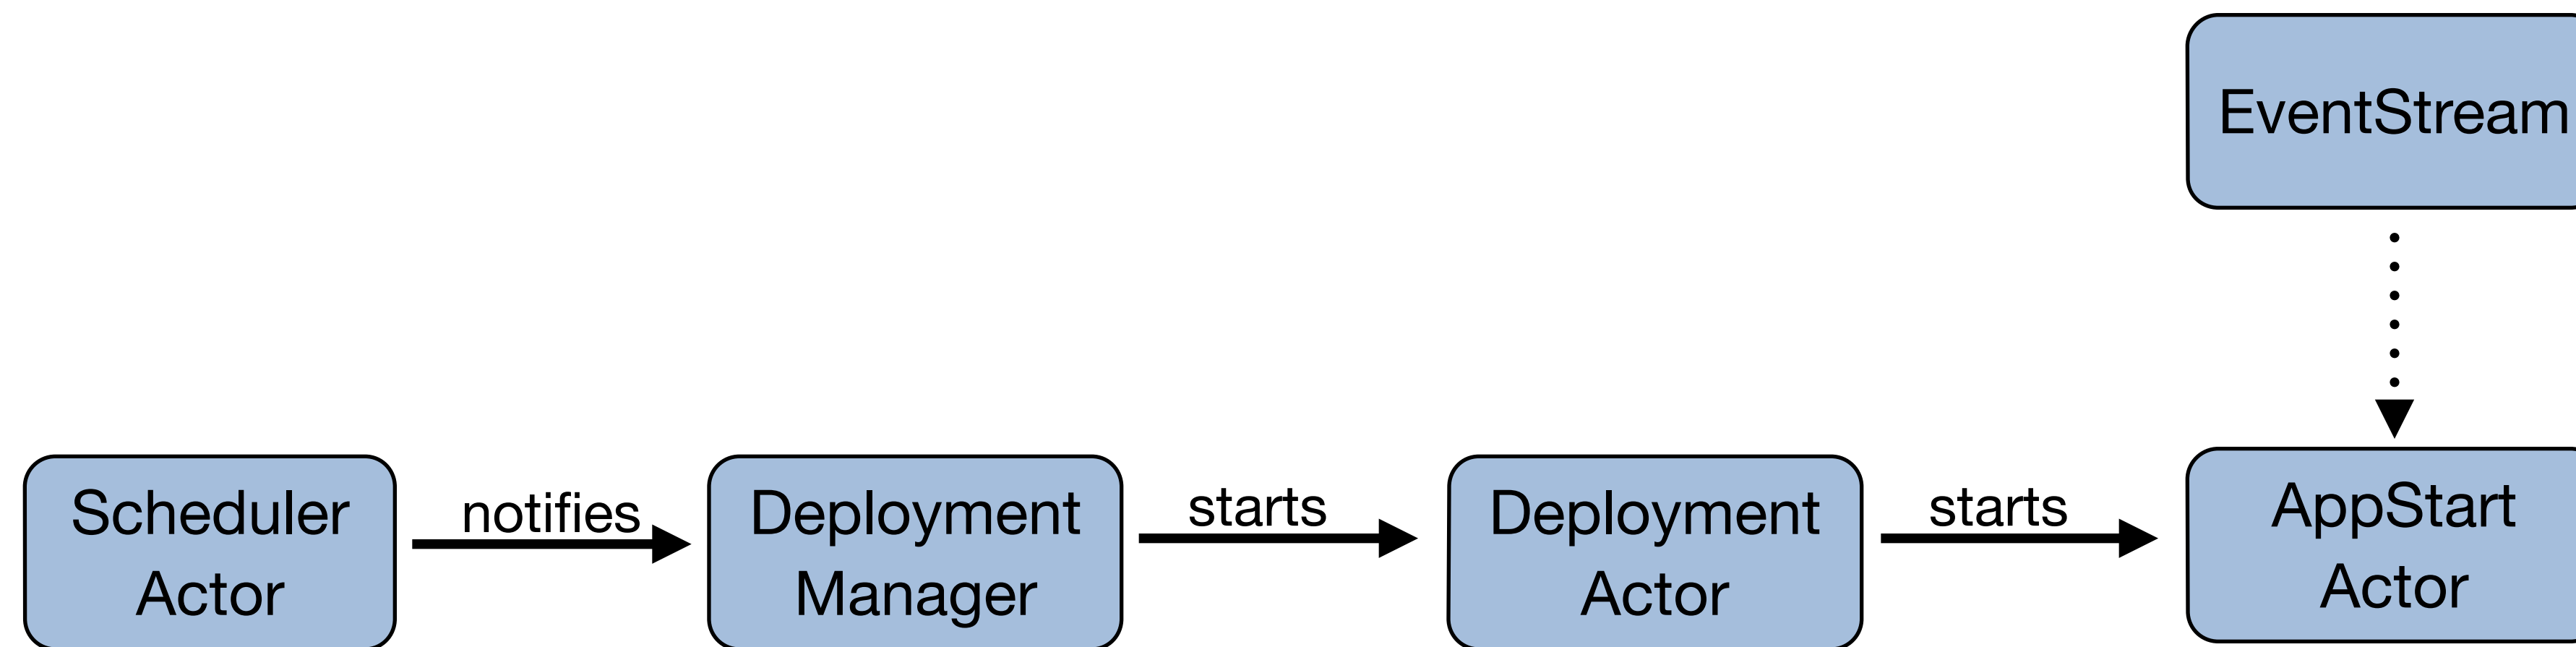 EventStream
Scheduler
Actor
notifies
Deployment
Manager
starts
Deployment
Actor
starts
AppStart
Actor